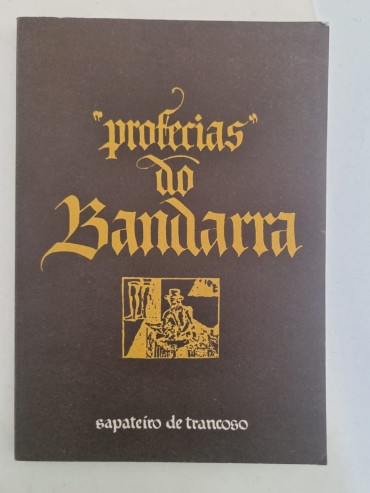 "profecias"
do
Bandarra
sapateiro de trancoso